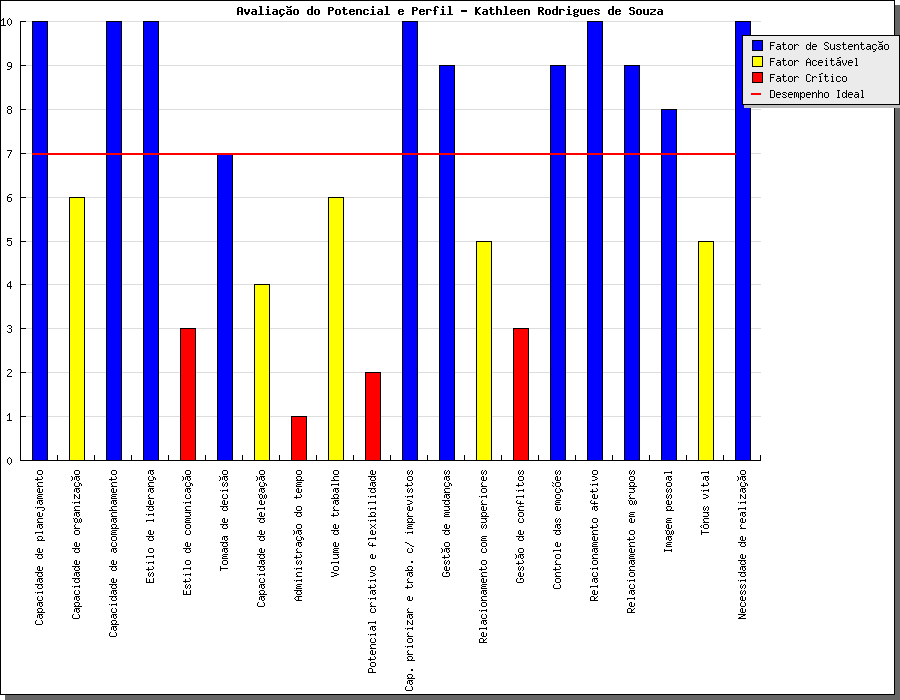 Avaliação do Potencial e Perfil - Kathleen Rodrigues de Souza
Fator de Sustentação
Fator Aceitável
Fator Crítico
Desempenho Ideal
10
9
8
7
6
5
4
3
2
1
0
Capacidade de planejamento
Capacidade de organização
Capacidade de acompanhamento
Estilo de liderança
Estilo de comunicação
Tomada de decisão
Capacidade de delegação
Administração do tempo
Volume de trabalho
Potencial criativo e flexibilidade
Cap. priorizar e trab. c/ imprevistos
Gestão de mudanças
Relacionamento com superiores
Gestão de conflitos
Controle das emoções
Relacionamento afetivo
Relacionamento em grupos
Imagem pessoal
Tônus vital
Necessidade de realização